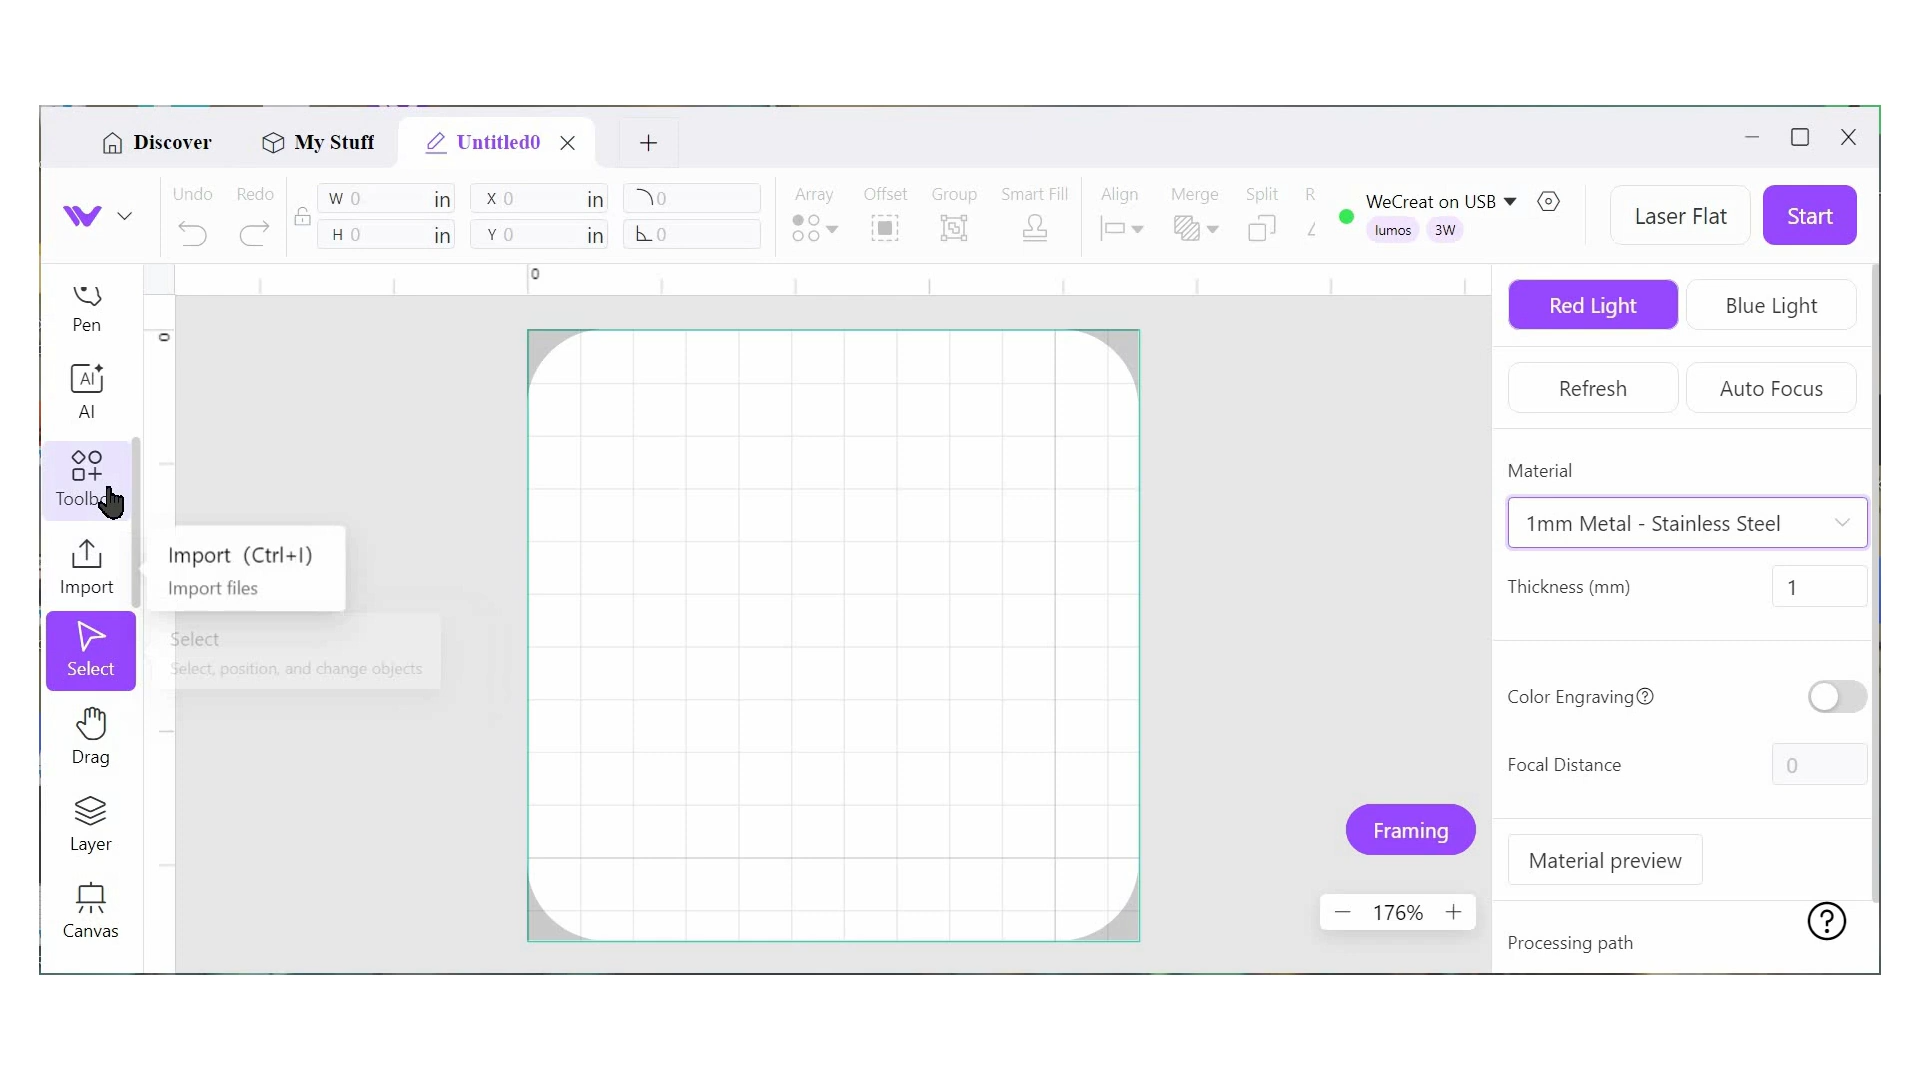 Discover
My Stuff
Untitled0
Undo
Redo
W 0 in
X 0 in
0
H 0 in
Y 0 in
0
Array
Offset
Group
Smart Fill
Align
Merge
Split
R
WeCreat on USB
lumos
3W
Laser Flat
Start
0
0
Pen
AI
AI
Import
Import (Ctrl+I)
Import files
Select
Select
Select, position, and change objects
Drag
Layer
Canvas
Framing
176%
Red Light
Blue Light
Refresh
Auto Focus
Material
1mm Metal - Stainless Steel
Thickness (mm)
1
Color Engraving
Focal Distance
0
Material preview
Processing path